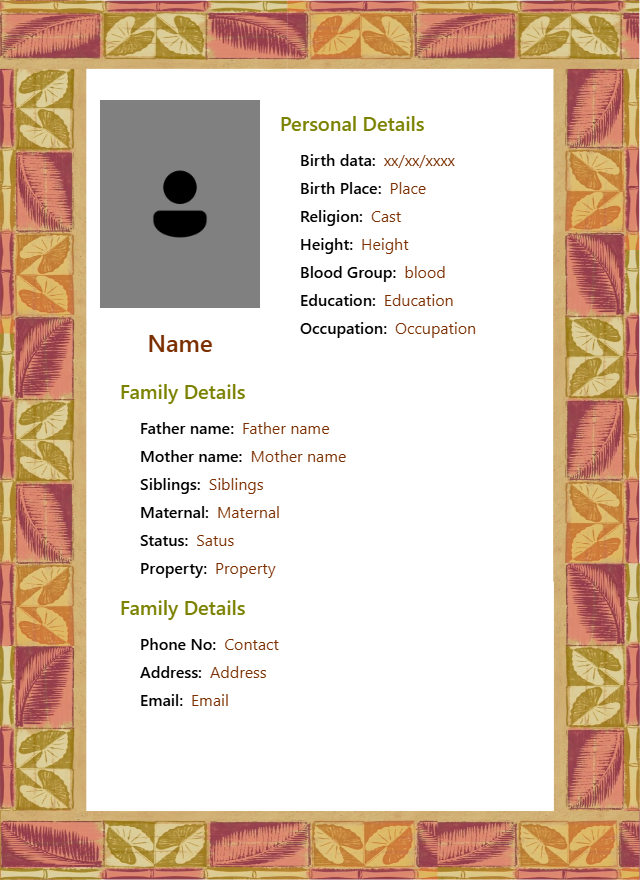 Personal Details
Birth data: xx/xx/xxxx
Birth Place: Place
Religion: Cast
Height: Height
Blood Group: blood
Education: Education
Occupation: Occupation
Name
Family Details
Father name: Father name
Mother name: Mother name
Siblings: Siblings
Maternal: Maternal
Status: Satus
Property: Property
Family Details
Phone No: Contact
Address: Address
Email: Email